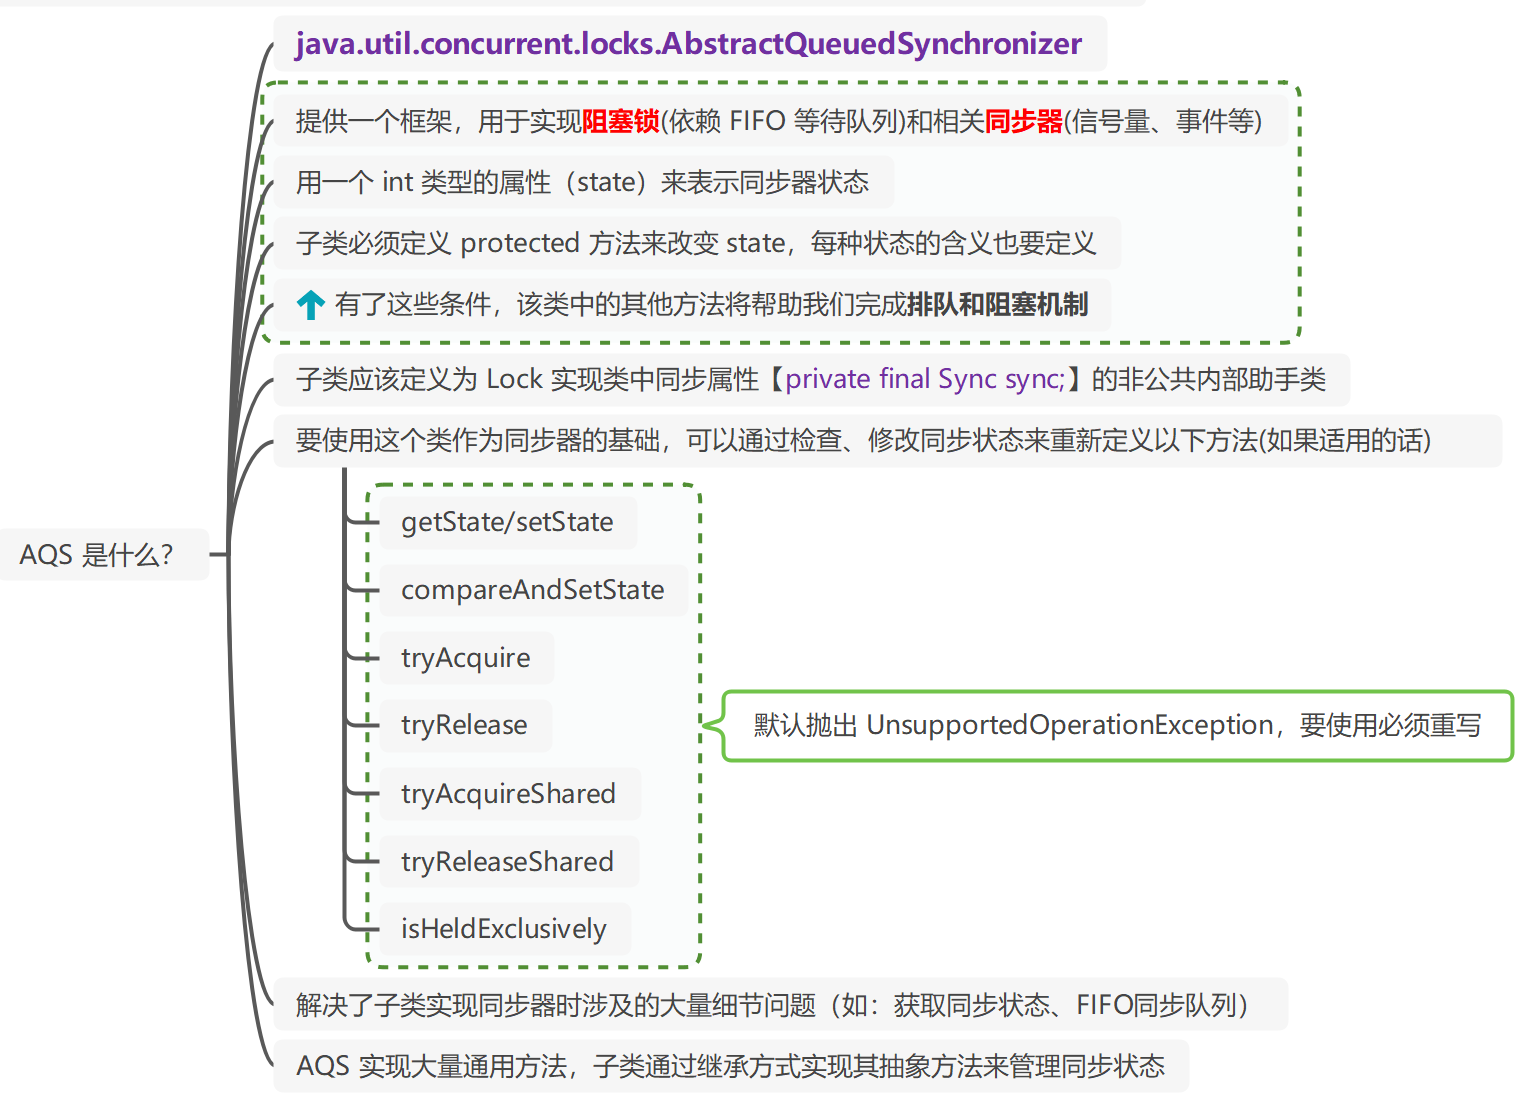 java.util.concurrent.locks.AbstractQueuedSynchronizer
提供一个框架，用于实现阻塞锁(依赖 FIFO 等待队列)和相关同步器(信号量、事件等)
用一个 int 类型的属性（state）来表示同步器状态
子类必须定义 protected 方法来改变 state，每种状态的含义也要定义
有了这些条件，该类中的其他方法将帮助我们完成排队和阻塞机制
子类应该定义为 Lock 实现类中同步属性【private final Sync sync;】的非公共内部助手类
要使用这个类作为同步器的基础，可以通过检查、修改同步状态来重新定义以下方法(如果适用的话)
getState/setState
AQS 是什么？
compareAndSetState
tryAcquire
tryRelease
默认抛出 UnsupportedOperationException，要使用必须重写
tryAcquireShared
tryReleaseShared
isHeldExclusively
解决了子类实现同步器时涉及的大量细节问题（如：获取同步状态、FIFO同步队列）
AQS 实现大量通用方法，子类通过继承方式实现其抽象方法来管理同步状态